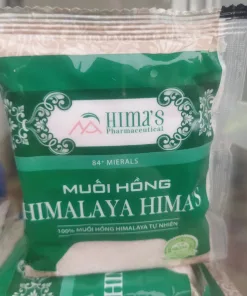 HIMA'S
Pharmaceutical
84+ MIERALS
MUỐI HỒNG
HIMALAYA HIMAS
100% MUỐI HỒNG HIMALAYA TỰ NHIÊN